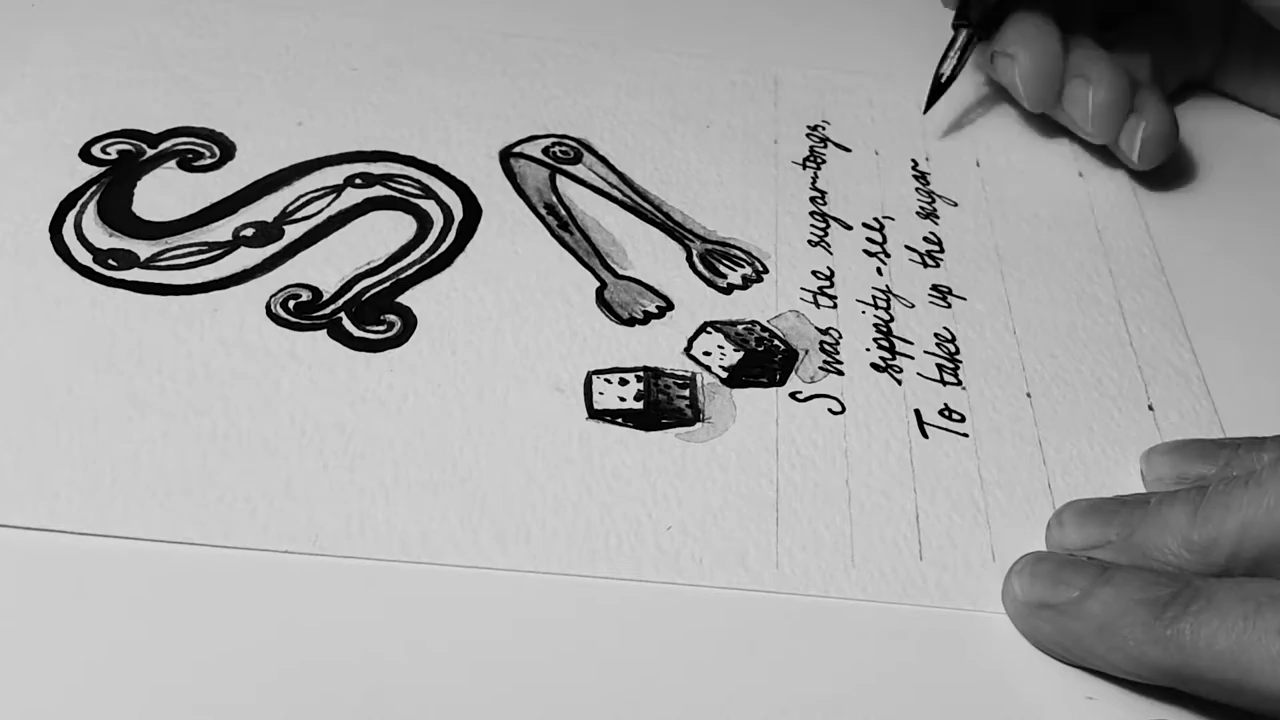 S
S was the sugar-tongs,
sippity-see,
To take up the sugar